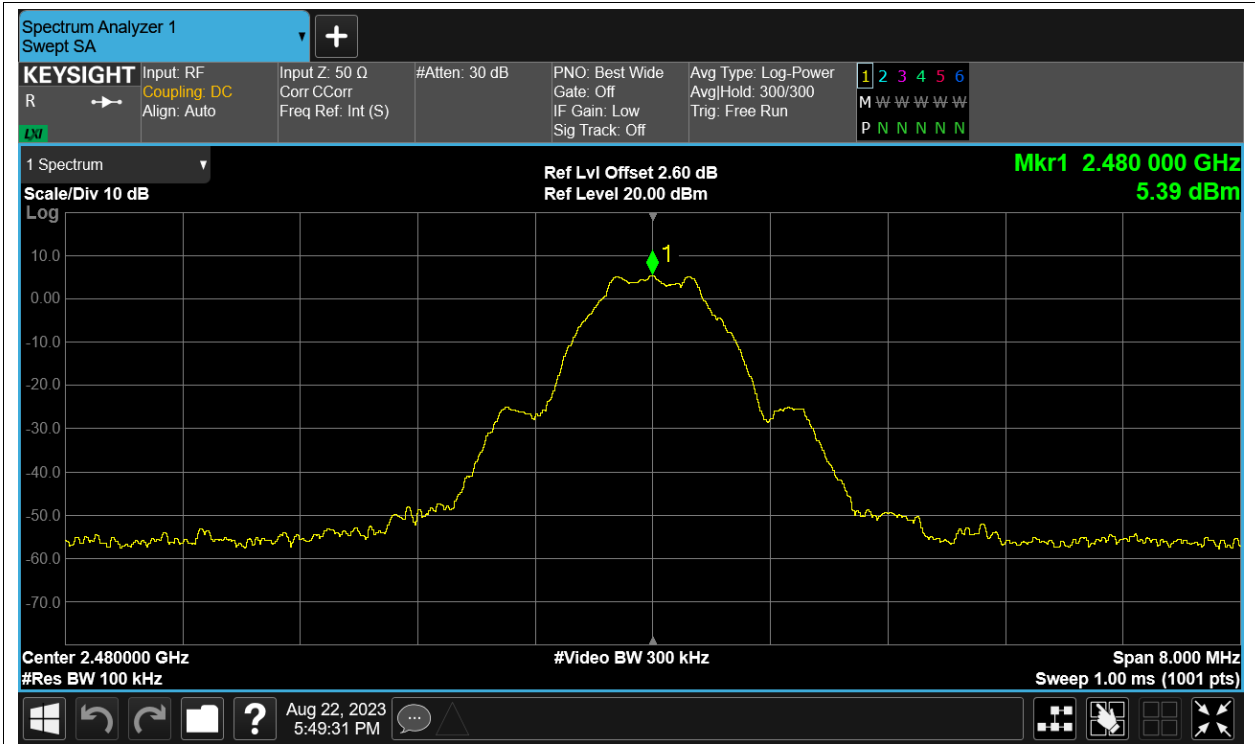 Spectrum Analyzer 1
Swept SA
KEYSIGHT
R
LXI
Input: RF
Coupling: DC
Align: Auto
Input Z: 50 Ω
Corr CCorr
Freq Ref: Int (S)
#Atten: 30 dB
PNO: Best Wide
Gate: Off
IF Gain: Low
Sig Track: Off
Avg Type: Log-Power
Avg|Hold: 300/300
Trig: Free Run
1 2 3 4 5 6
M W W W W W
P N N N N N
1 Spectrum
Scale/Div 10 dB
Log
Ref Lvl Offset 2.60 dB
Ref Level 20.00 dBm
Mkr1 2.480 000 GHz
5.39 dBm
1
10.0
0.00
-10.0
-20.0
-30.0
-40.0
-50.0
-60.0
-70.0
Center 2.480000 GHz
#Video BW 300 kHz
Span 8.000 MHz
#Res BW 100 kHz
Sweep 1.00 ms (1001 pts)
?
Aug 22, 2023
5:49:31 PM